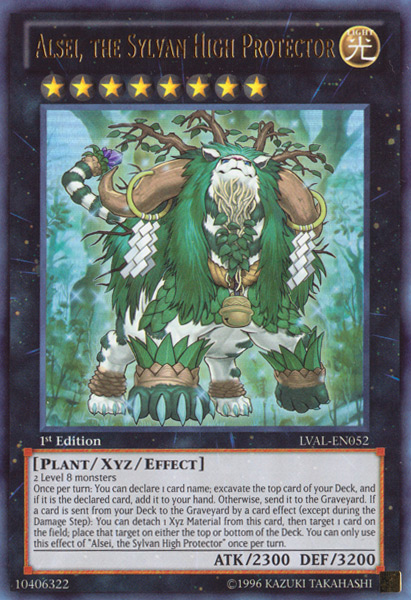 ALSEI, THE SYLVAN HIGH PROTECTOR
LIGHT
光
1st Edition
LVAL-EN052
[PLANT/XYZ/EFFECT]
2 Level 8 monsters
Once per turn: You can declare 1 card name; excavate the top card of your Deck, and
if it is the declared card, add it to your hand. Otherwise, send it to the Graveyard. If
a card is sent from your Deck to the Graveyard by a card effect (except during the
Damage Step): You can detach 1 Xyz Material from this card, then target 1 card on
the field; place that target on either the top or bottom of the Deck. You can only use
this effect of "Alsei, the Sylvan High Protector" once per turn.
ATK/2300 DEF/3200
10406322
©1996 KAZUKI TAKAHASHI